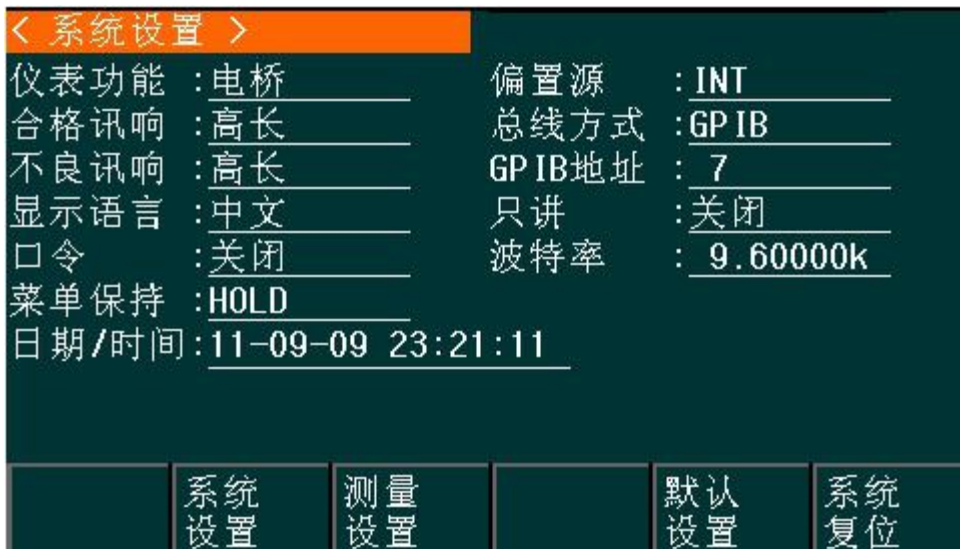 < 系统设置 >
仪表功能 :电桥 偏置源 : INT
合格讯响 :高长 总线方式 :GPIB
不良讯响 :高长 GPIB地址 : 7
显示语言 :中文 只讲 :关闭
口令 :关闭 波特率 : 9.60000k
菜单保持 :HOLD
日期/时间:11-09-09 23:21:11
系统 测量 默认 系统
设置 设置 设置 复位